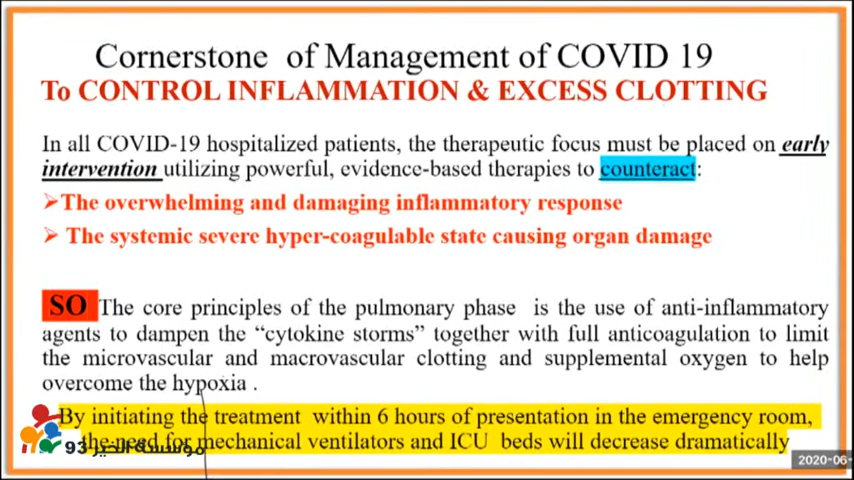 Cornerstone of Management of COVID 19
To CONTROL INFLAMMATION & EXCESS CLOTTING
In all COVID-19 hospitalized patients, the therapeutic focus must be placed on early
intervention utilizing powerful, evidence-based therapies to counteract:
➢The overwhelming and damaging inflammatory response
➢ The systemic severe hyper-coagulable state causing organ damage
SO The core principles of the pulmonary phase is the use of anti-inflammatory
agents to dampen the “cytokine storms” together with full anticoagulation to limit
the microvascular and macrovascular clotting and supplemental oxygen to help
overcome the hypoxia .
By initiating the treatment within 6 hours of presentation in the emergency room,
the need for mechanical ventilators and ICU beds will decrease dramatically
مؤسسة الخير 93
2020-06-